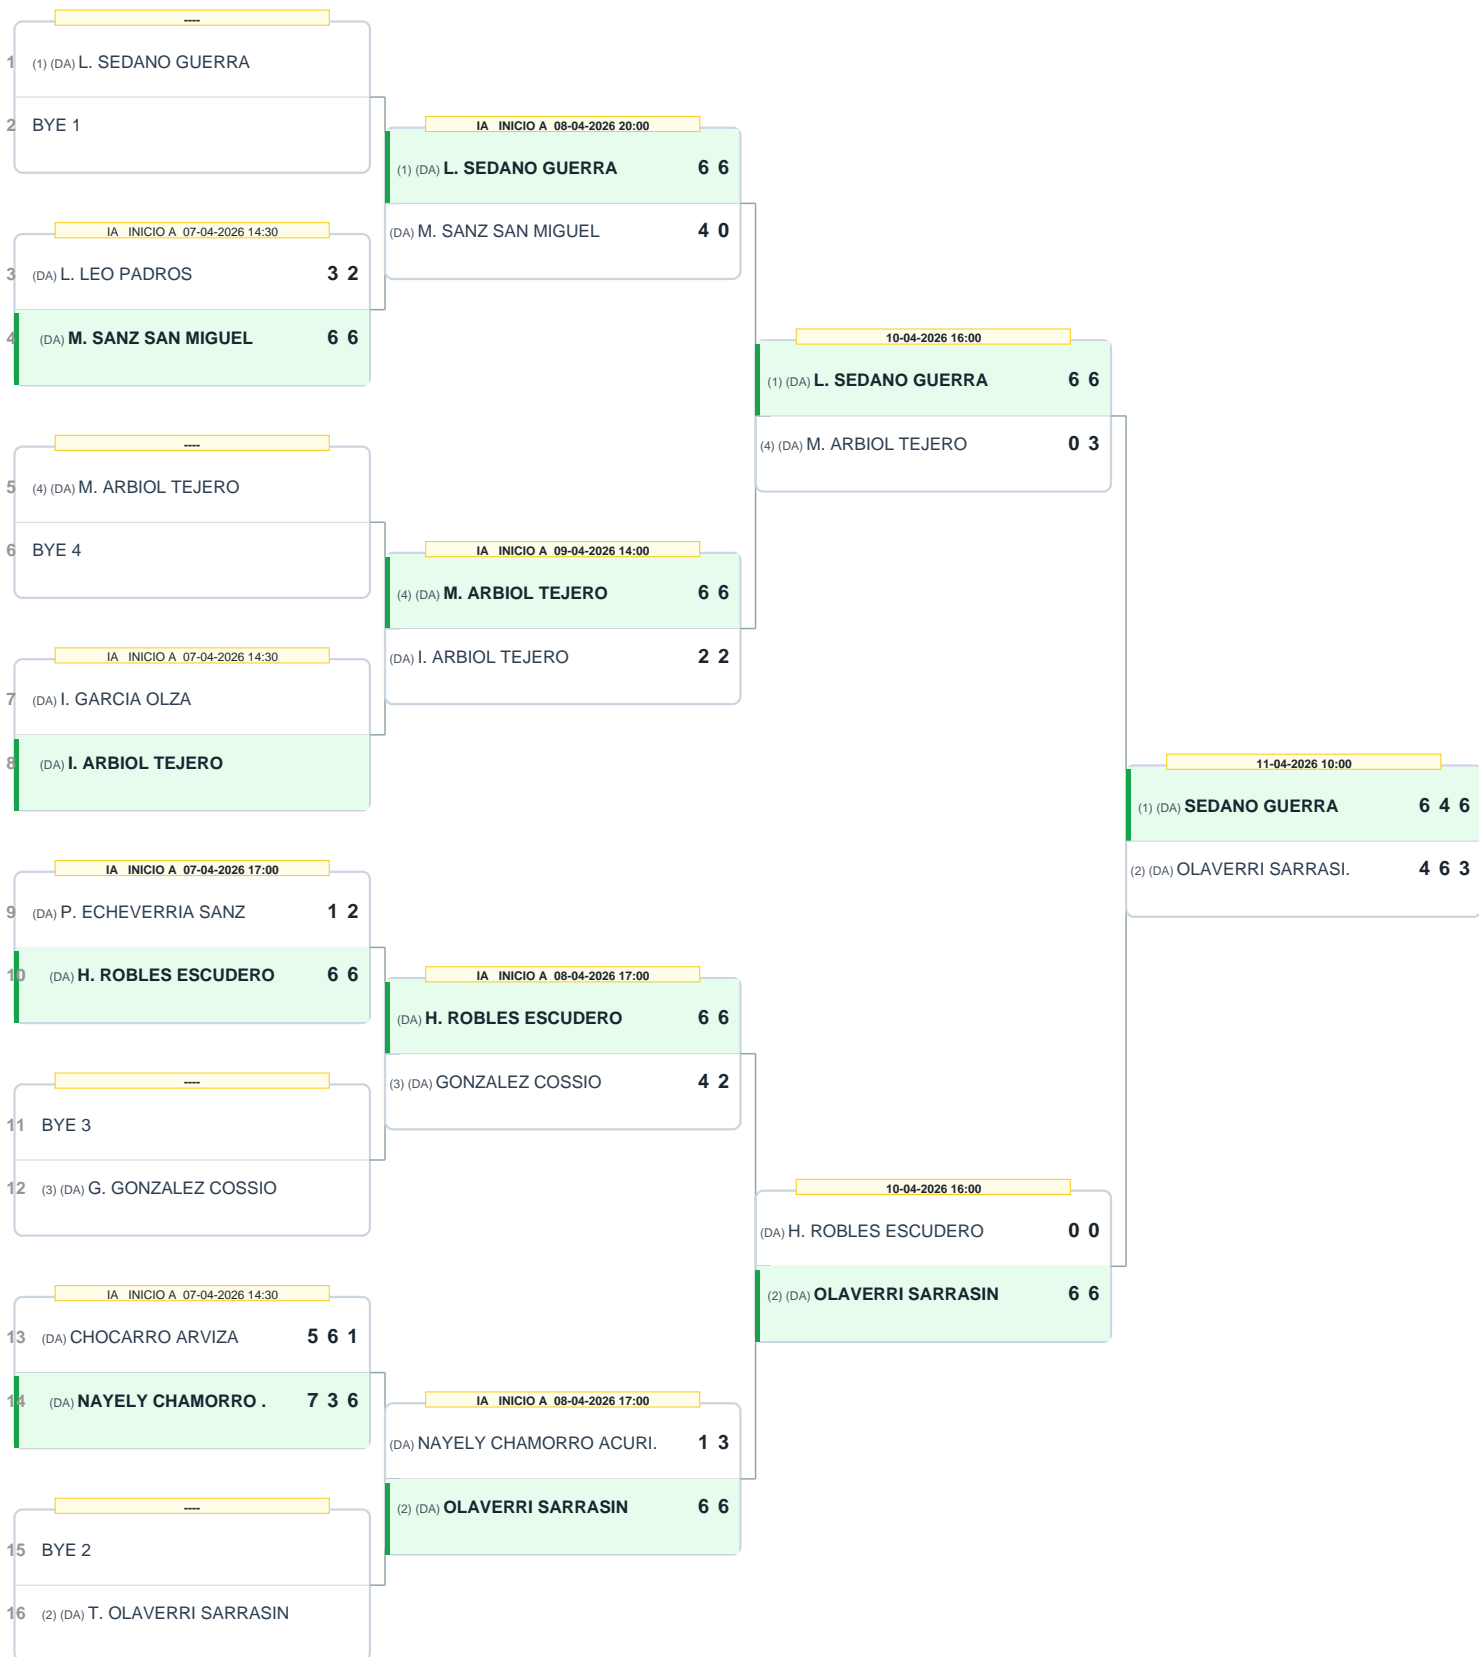 ----
1 (1) (DA) L. SEDANO GUERRA
2 BYE 1
IA INICIO A 07-04-2026 14:30
3 (DA) L. LEO PADROS 3 2
4 (DA) M. SANZ SAN MIGUEL 6 6
----
5 (4) (DA) M. ARBIOL TEJERO
6 BYE 4
IA INICIO A 07-04-2026 14:30
7 (DA) I. GARCIA OLZA
8 (DA) I. ARBIOL TEJERO
IA INICIO A 07-04-2026 17:00
9 (DA) P. ECHEVERRIA SANZ 1 2
10 (DA) H. ROBLES ESCUDERO 6 6
----
11 BYE 3
12 (3) (DA) G. GONZALEZ COSSIO
IA INICIO A 07-04-2026 14:30
13 (DA) CHOCARRO ARVIZA 5 6 1
14 (DA) NAYELY CHAMORRO . 7 3 6
----
15 BYE 2
16 (2) (DA) T. OLAVERRI SARRASIN
IA INICIO A 08-04-2026 20:00
(1) (DA) L. SEDANO GUERRA 6 6
(DA) M. SANZ SAN MIGUEL 4 0
IA INICIO A 09-04-2026 14:00
(4) (DA) M. ARBIOL TEJERO 6 6
(DA) I. ARBIOL TEJERO 2 2
IA INICIO A 08-04-2026 17:00
(DA) H. ROBLES ESCUDERO 6 6
(3) (DA) GONZALEZ COSSIO 4 2
IA INICIO A 08-04-2026 17:00
(DA) NAYELY CHAMORRO ACURI. 1 3
(2) (DA) OLAVERRI SARRASIN 6 6
10-04-2026 16:00
(1) (DA) L. SEDANO GUERRA 6 6
(4) (DA) M. ARBIOL TEJERO 0 3
10-04-2026 16:00
(DA) H. ROBLES ESCUDERO 0 0
(2) (DA) OLAVERRI SARRASIN 6 6
11-04-2026 10:00
(1) (DA) SEDANO GUERRA 6 4 6
(2) (DA) OLAVERRI SARRASI. 4 6 3